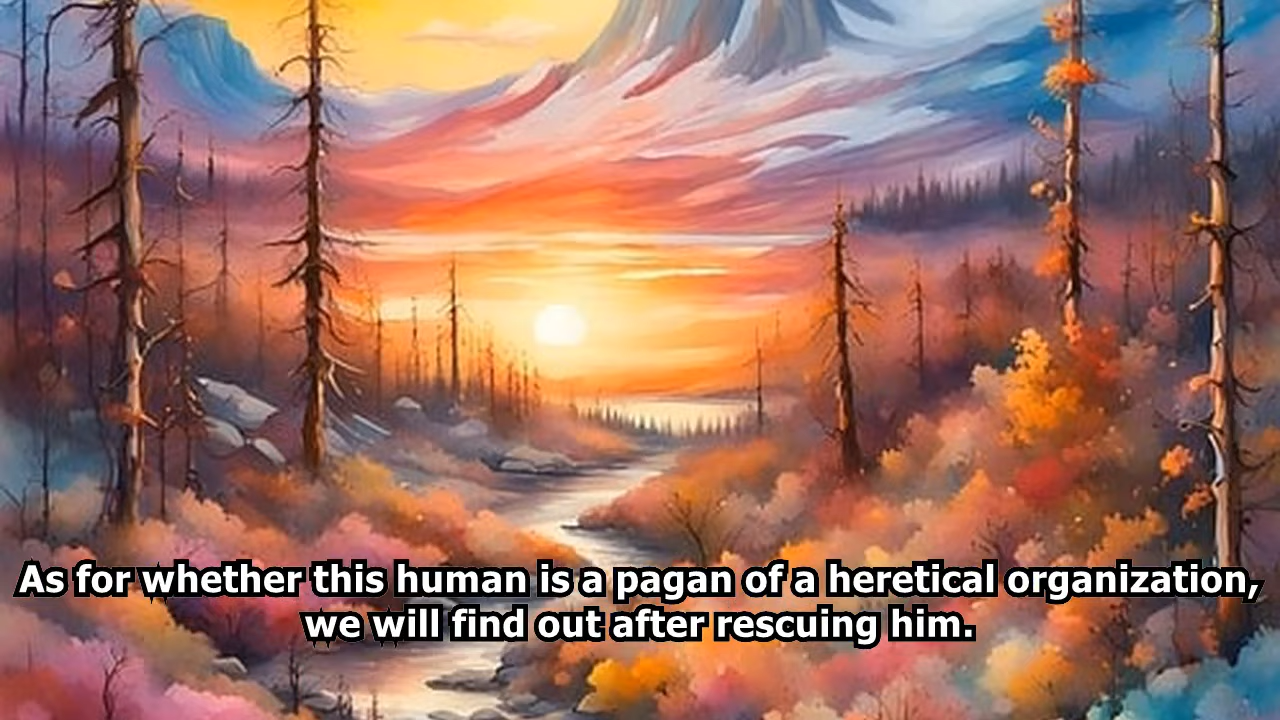 As for whether this human is a pagan of a heretical organization,
we will find out after rescuing him.